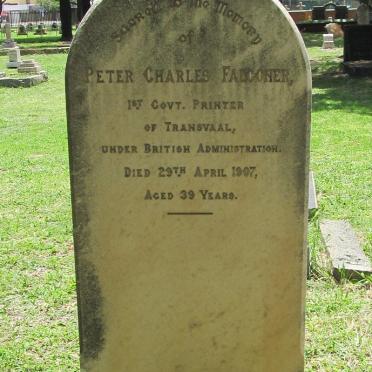 Sacred to the Memory
of
PETER CHARLES FALCONER,
1ST GOVT. PRINTER
OF TRANSVAAL,
UNDER BRITISH ADMINISTRATION.
DIED 29TH APRIL 1907,
AGED 39 YEARS.